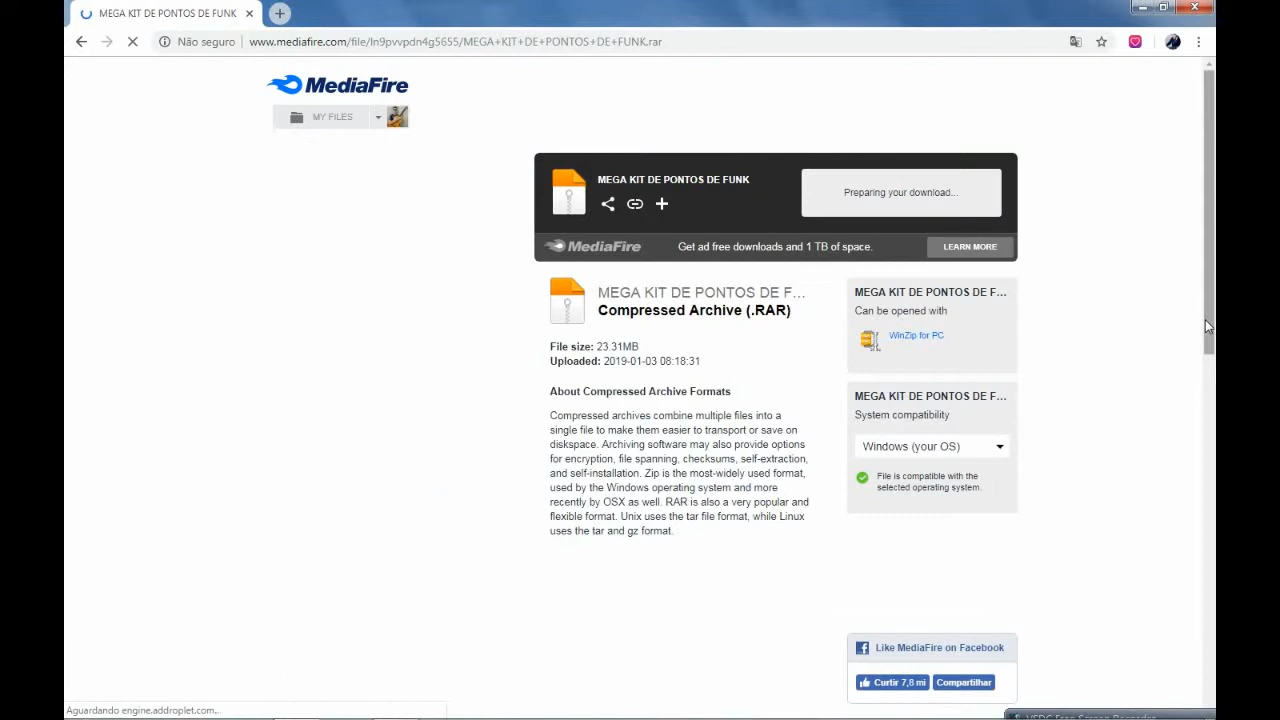 MEGA KIT DE PONTOS DE FUNK
Não seguro
www.mediafire.com/file/ln9pvvpdn4g5655/MEGA+KIT+DE+PONTOS+DE+FUNK.rar
MediaFire
MY FILES
MEGA KIT DE PONTOS DE FUNK
Preparing your download...
MediaFire
Get ad free downloads and 1 TB of space.
LEARN MORE
MEGA KIT DE PONTOS DE F...
Compressed Archive (.RAR)
File size: 23.31MB
Uploaded: 2019-01-03 08:18:31
About Compressed Archive Formats
Compressed archives combine multiple files into a
single file to make them easier to transport or save on
diskspace. Archiving software may also provide options
for encryption, file spanning, checksums, self-extraction,
and self-installation. Zip is the most-widely used format,
used by the Windows operating system and more
recently by OSX as well. RAR is also a very popular and
flexible format. Unix uses the tar file format, while Linux
uses the tar and gz format.
MEGA KIT DE PONTOS DE F...
Can be opened with
WinZip for PC
MEGA KIT DE PONTOS DE F...
System compatibility
Windows (your OS)
File is compatible with the
selected operating system.
Like MediaFire on Facebook
Curtir 7,8 mi
Compartilhar
Aguardando engine.addroplet.com...
VSDC Free Screen Recorder